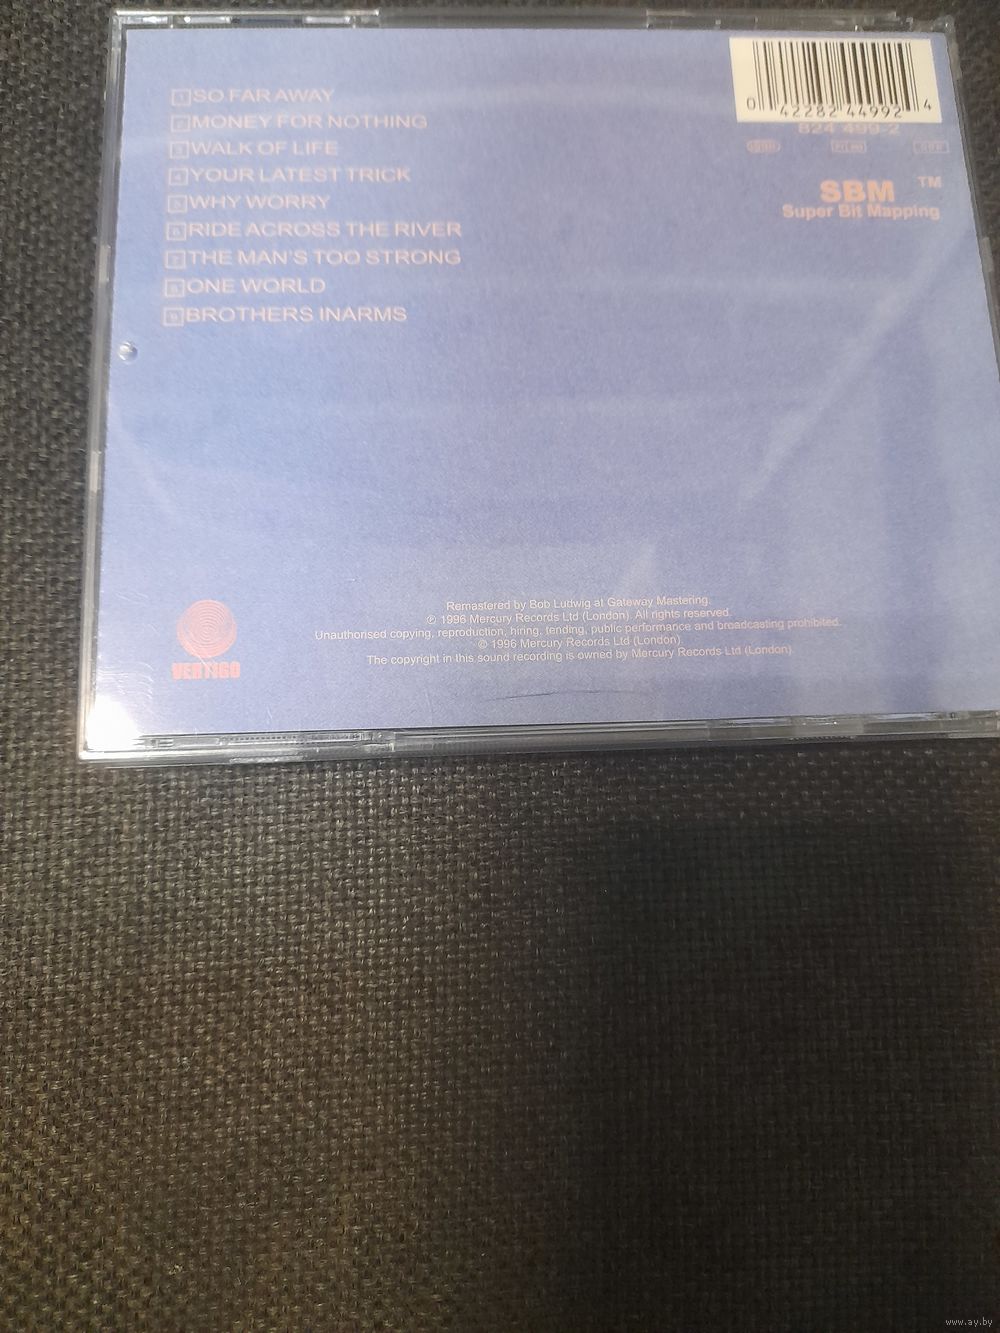 1 SO FAR AWAY
2 MONEY FOR NOTHING
3 WALK OF LIFE
4 YOUR LATEST TRICK
5 WHY WORRY
6 RIDE ACROSS THE RIVER
7 THE MAN'S TOO STRONG
8 ONE WORLD
9 BROTHERS INARMS
0 42282 44992 4
824 499-2
SBM TM
Super Bit Mapping
VERTIGO
Remastered by Bob Ludwig at Gateway Mastering.
℗ 1996 Mercury Records Ltd (London). All rights reserved.
Unauthorised copying, reproduction, hiring, lending, public performance and broadcasting prohibited.
© 1996 Mercury Records Ltd (London).
The copyright in this sound recording is owned by Mercury Records Ltd (London).
www.ay.by